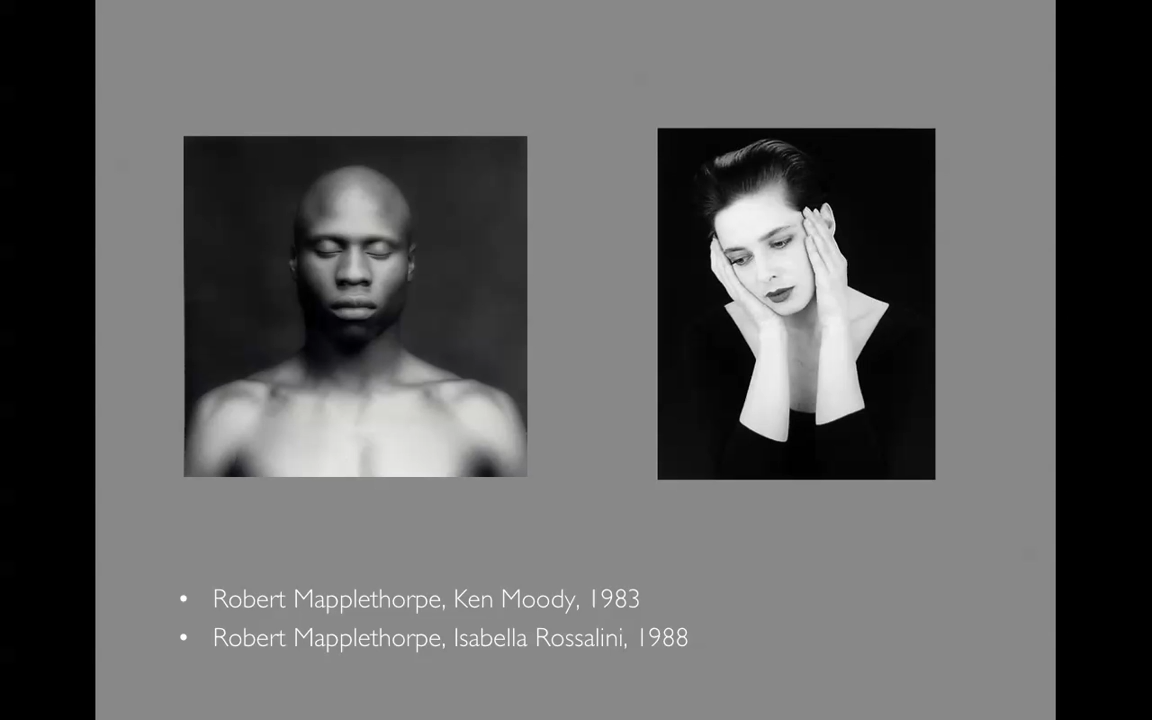 • Robert Mapplethorpe, Ken Moody, 1983
• Robert Mapplethorpe, Isabella Rossalini, 1988